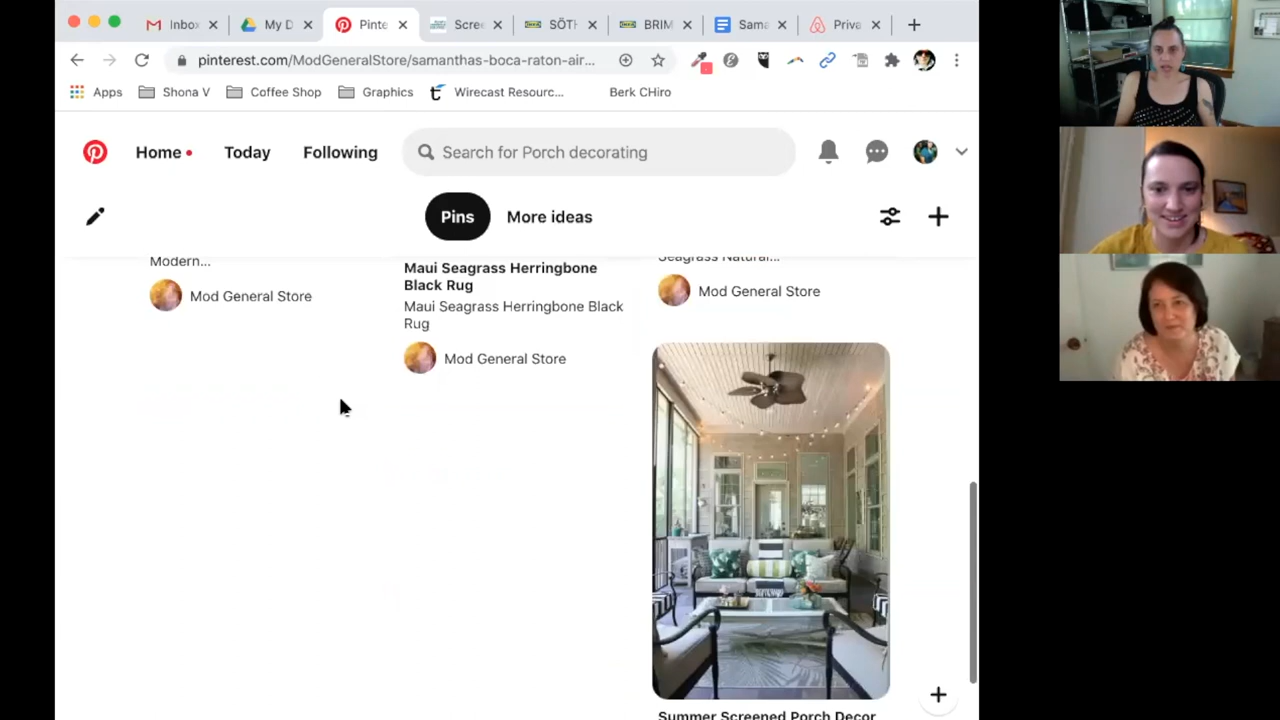 Inbox
My D
Pinte
Scree
SÖTH
BRIM
Sama
Priva
pinterest.com/ModGeneralStore/samanthas-boca-raton-air...
Apps
Shona V
Coffee Shop
Graphics
Wirecast Resourc...
Berk CHiro
Home
Today
Following
Search for Porch decorating
Pins
More ideas
Modern...
Mod General Store
Maui Seagrass Herringbone
Black Rug
Maui Seagrass Herringbone Black
Rug
Mod General Store
Seagrass Natural...
Mod General Store
Summer Screened Porch Decor